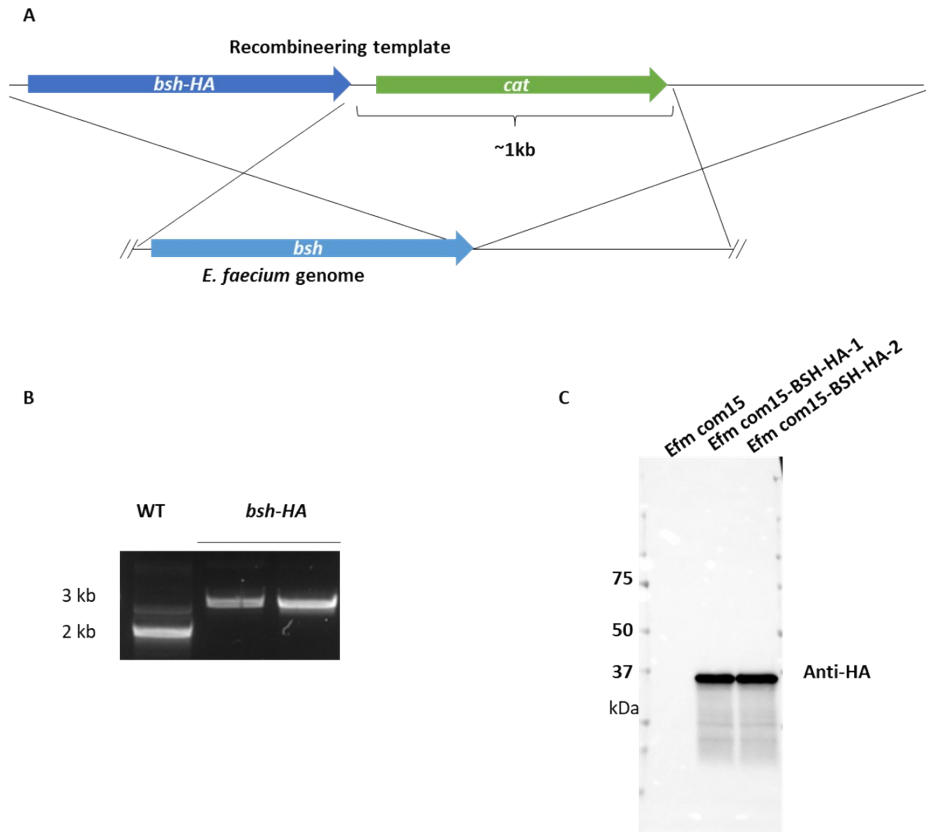 A
Recombineering template
bsh-HA
cat
~1kb
bsh
E. faecium genome
B
C
WT
bsh-HA
3 kb
2 kb
Efm com15
Efm com15-BSH-HA-1
Efm com15-BSH-HA-2
75
50
37
kDa
Anti-HA